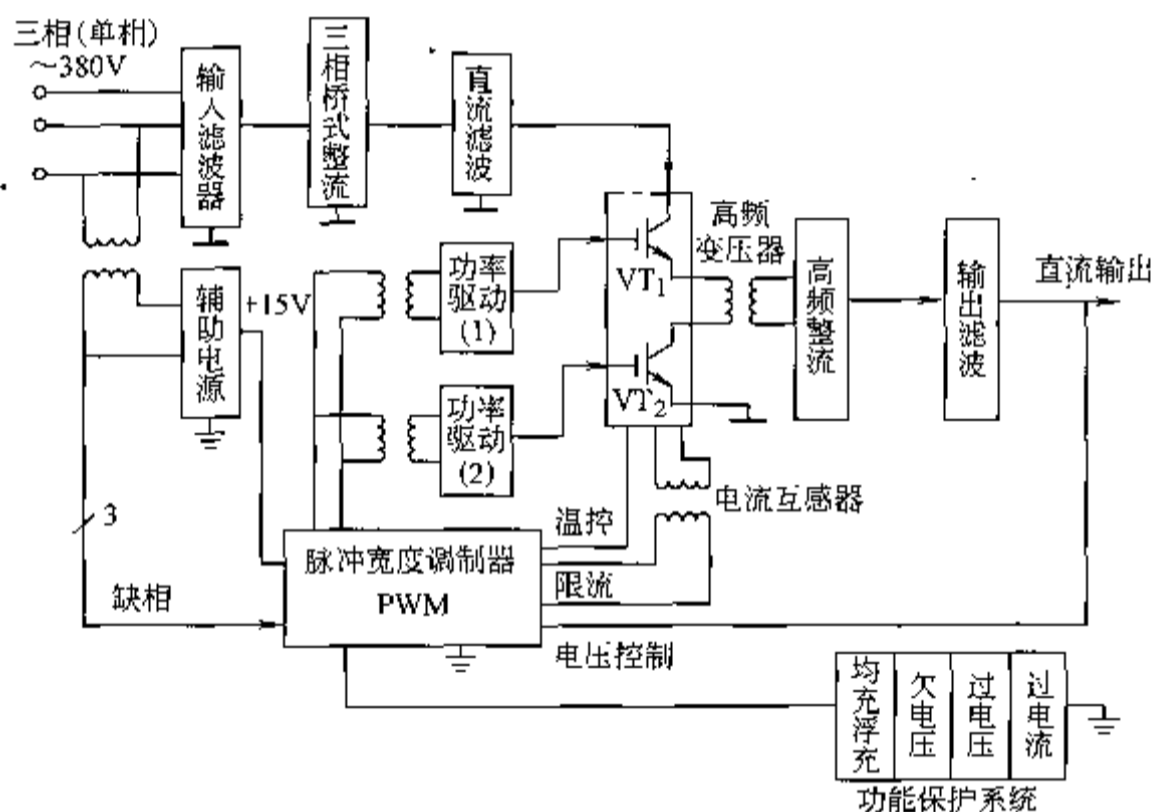 三相(单相)
～380V
输入滤波器
三相桥式整流
直流滤波
高频
变压器
VT1
VT2
高频整流
输出滤波
直流输出
辅助电源
+15V
功率
驱动
(1)
功率
驱动
(2)
电流互感器
3
缺相
脉冲宽度调制器
PWM
温控
限流
电压控制
均充浮充
欠电压
过电压
过电流
功能保护系统